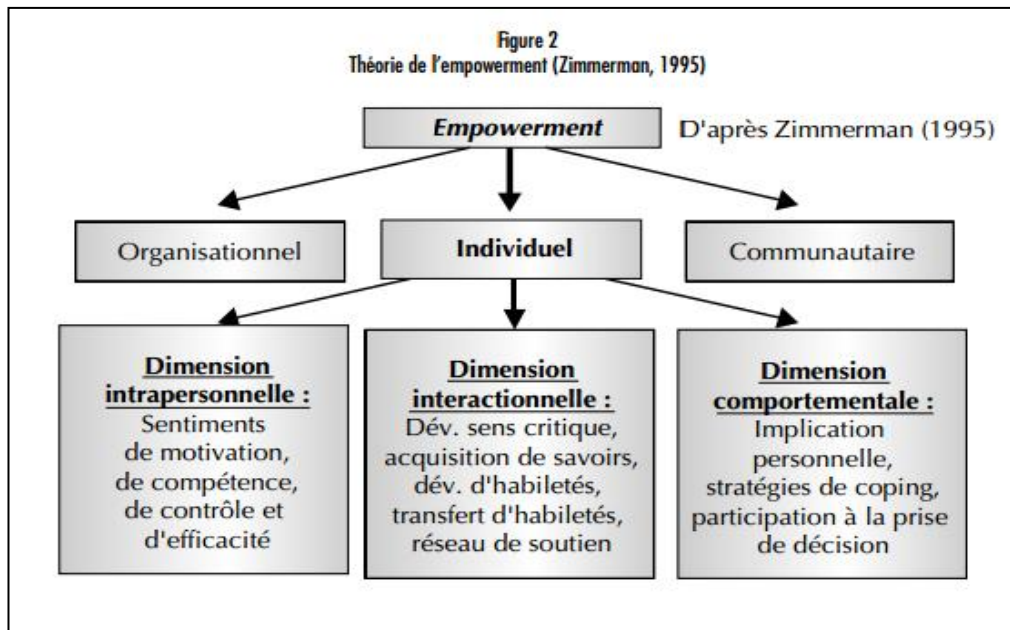 Figure 2
Théorie de l'empowerment (Zimmerman, 1995)
Empowerment
D'après Zimmerman (1995)
Organisationnel
Individuel
Communautaire
Dimension
intrapersonnelle :
Sentiments
de motivation,
de compétence,
de contrôle et
d'efficacité
Dimension
interactionnelle :
Dév. sens critique,
acquisition de savoirs,
dév. d'habiletés,
transfert d'habiletés,
réseau de soutien
Dimension
comportementale :
Implication
personnelle,
stratégies de coping,
participation à la prise
de décision